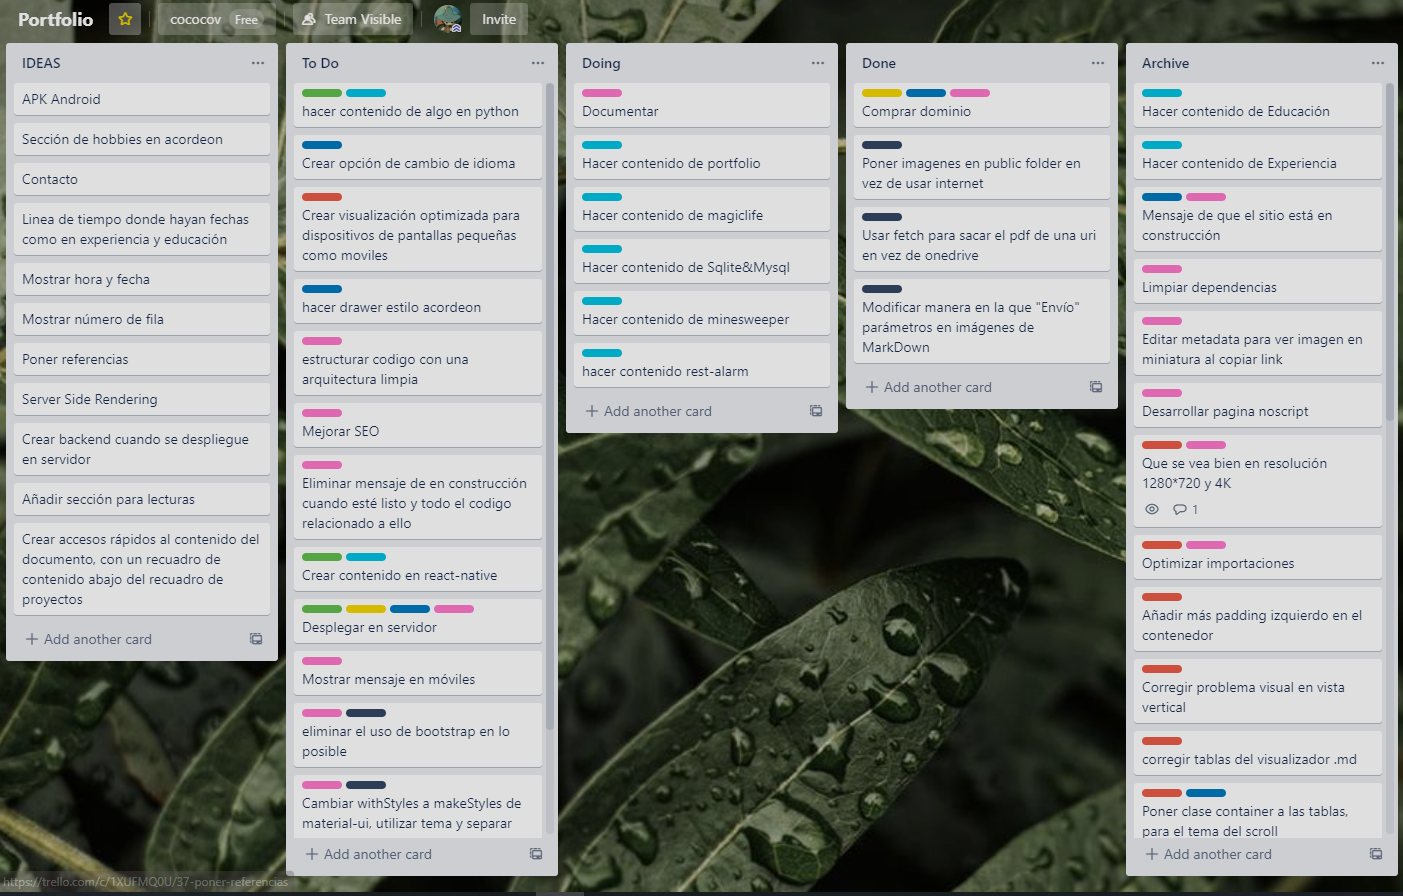 Portfolio
cococov Free
Team Visible
Invite
IDEAS
APK Android
Sección de hobbies en acordeon
Contacto
Linea de tiempo donde hayan fechas
como en experiencia y educación
Mostrar hora y fecha
Mostrar número de fila
Poner referencias
Server Side Rendering
Crear backend cuando se despliegue
en servidor
Añadir sección para lecturas
Crear accesos rápidos al contenido del
documento, con un recuadro de
contenido abajo del recuadro de
proyectos
+ Add another card
To Do
hacer contenido de algo en python
Crear opción de cambio de idioma
Crear visualización optimizada para
dispositivos de pantallas pequeñas
como moviles
hacer drawer estilo acordeon
estructurar codigo con una
arquitectura limpia
Mejorar SEO
Eliminar mensaje de en construcción
cuando esté listo y todo el codigo
relacionado a ello
Crear contenido en react-native
Desplegar en servidor
Mostrar mensaje en móviles
eliminar el uso de bootstrap en lo
posible
Cambiar withStyles a makeStyles de
material-ui, utilizar tema y separar
+ Add another card
Doing
Documentar
Hacer contenido de portfolio
Hacer contenido de magiclife
Hacer contenido de Sqlite&Mysql
Hacer contenido de minesweeper
hacer contenido rest-alarm
+ Add another card
Done
Comprar dominio
Poner imagenes en public folder en
vez de usar internet
Usar fetch para sacar el pdf de una uri
en vez de onedrive
Modificar manera en la que "Envío"
parámetros en imágenes de
MarkDown
+ Add another card
Archive
Hacer contenido de Educación
Hacer contenido de Experiencia
Mensaje de que el sitio está en
construcción
Limpiar dependencias
Editar metadata para ver imagen en
miniatura al copiar link
Desarrollar pagina noscript
Que se vea bien en resolución
1280*720 y 4K
1
Optimizar importaciones
Añadir más padding izquierdo en el
contenedor
Corregir problema visual en vista
vertical
corregir tablas del visualizador .md
Poner clase container a las tablas,
para el tema del scroll
+ Add another card
https://trello.com/c/1XUFMQ0U/37-poner-referencias